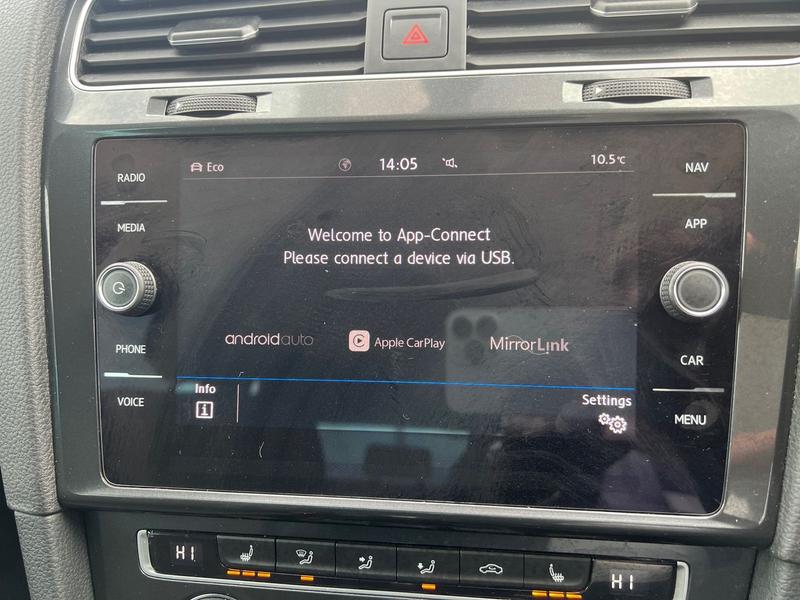 Eco 14:05 10.5°C
RADIO
NAV
MEDIA
APP
Welcome to App-Connect
Please connect a device via USB.
androidauto Apple CarPlay MirrorLink
PHONE
CAR
Info
Settings
VOICE
MENU
HI
HI